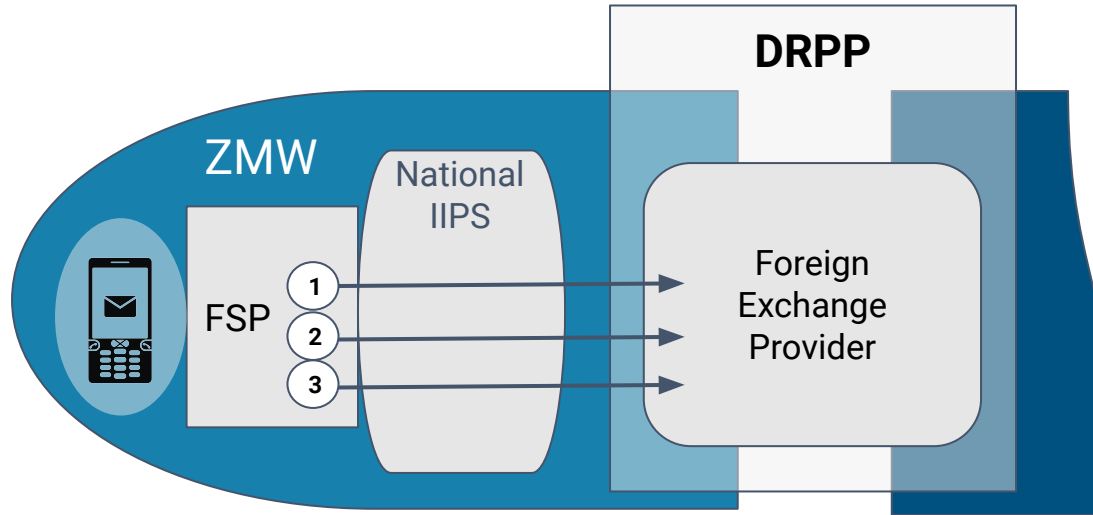 DRPP
ZMW
National
IIPS
FSP
1
2
3
Foreign
Exchange
Provider